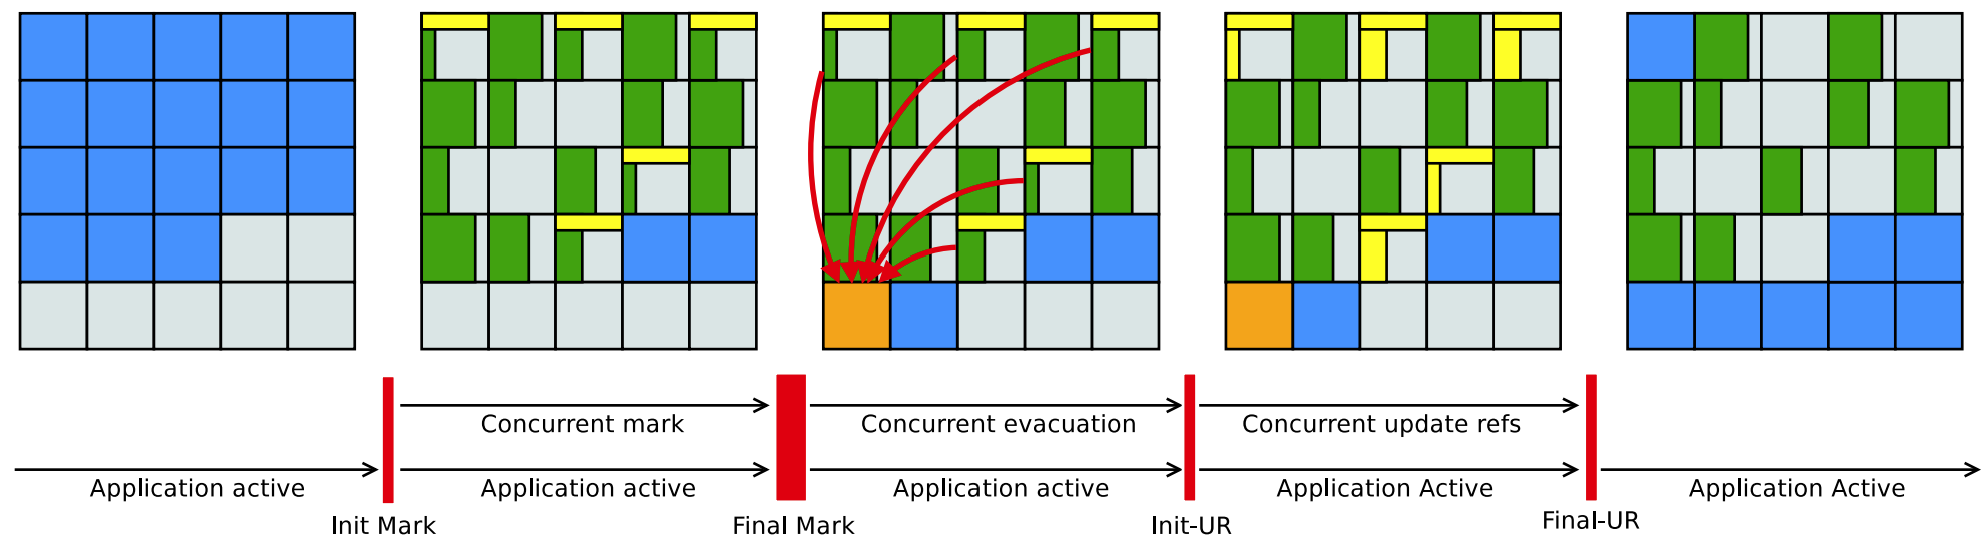 Concurrent mark
Concurrent evacuation
Concurrent update refs
Application active
Application active
Application active
Application Active
Application Active
Init Mark
Final Mark
Init-UR
Final-UR